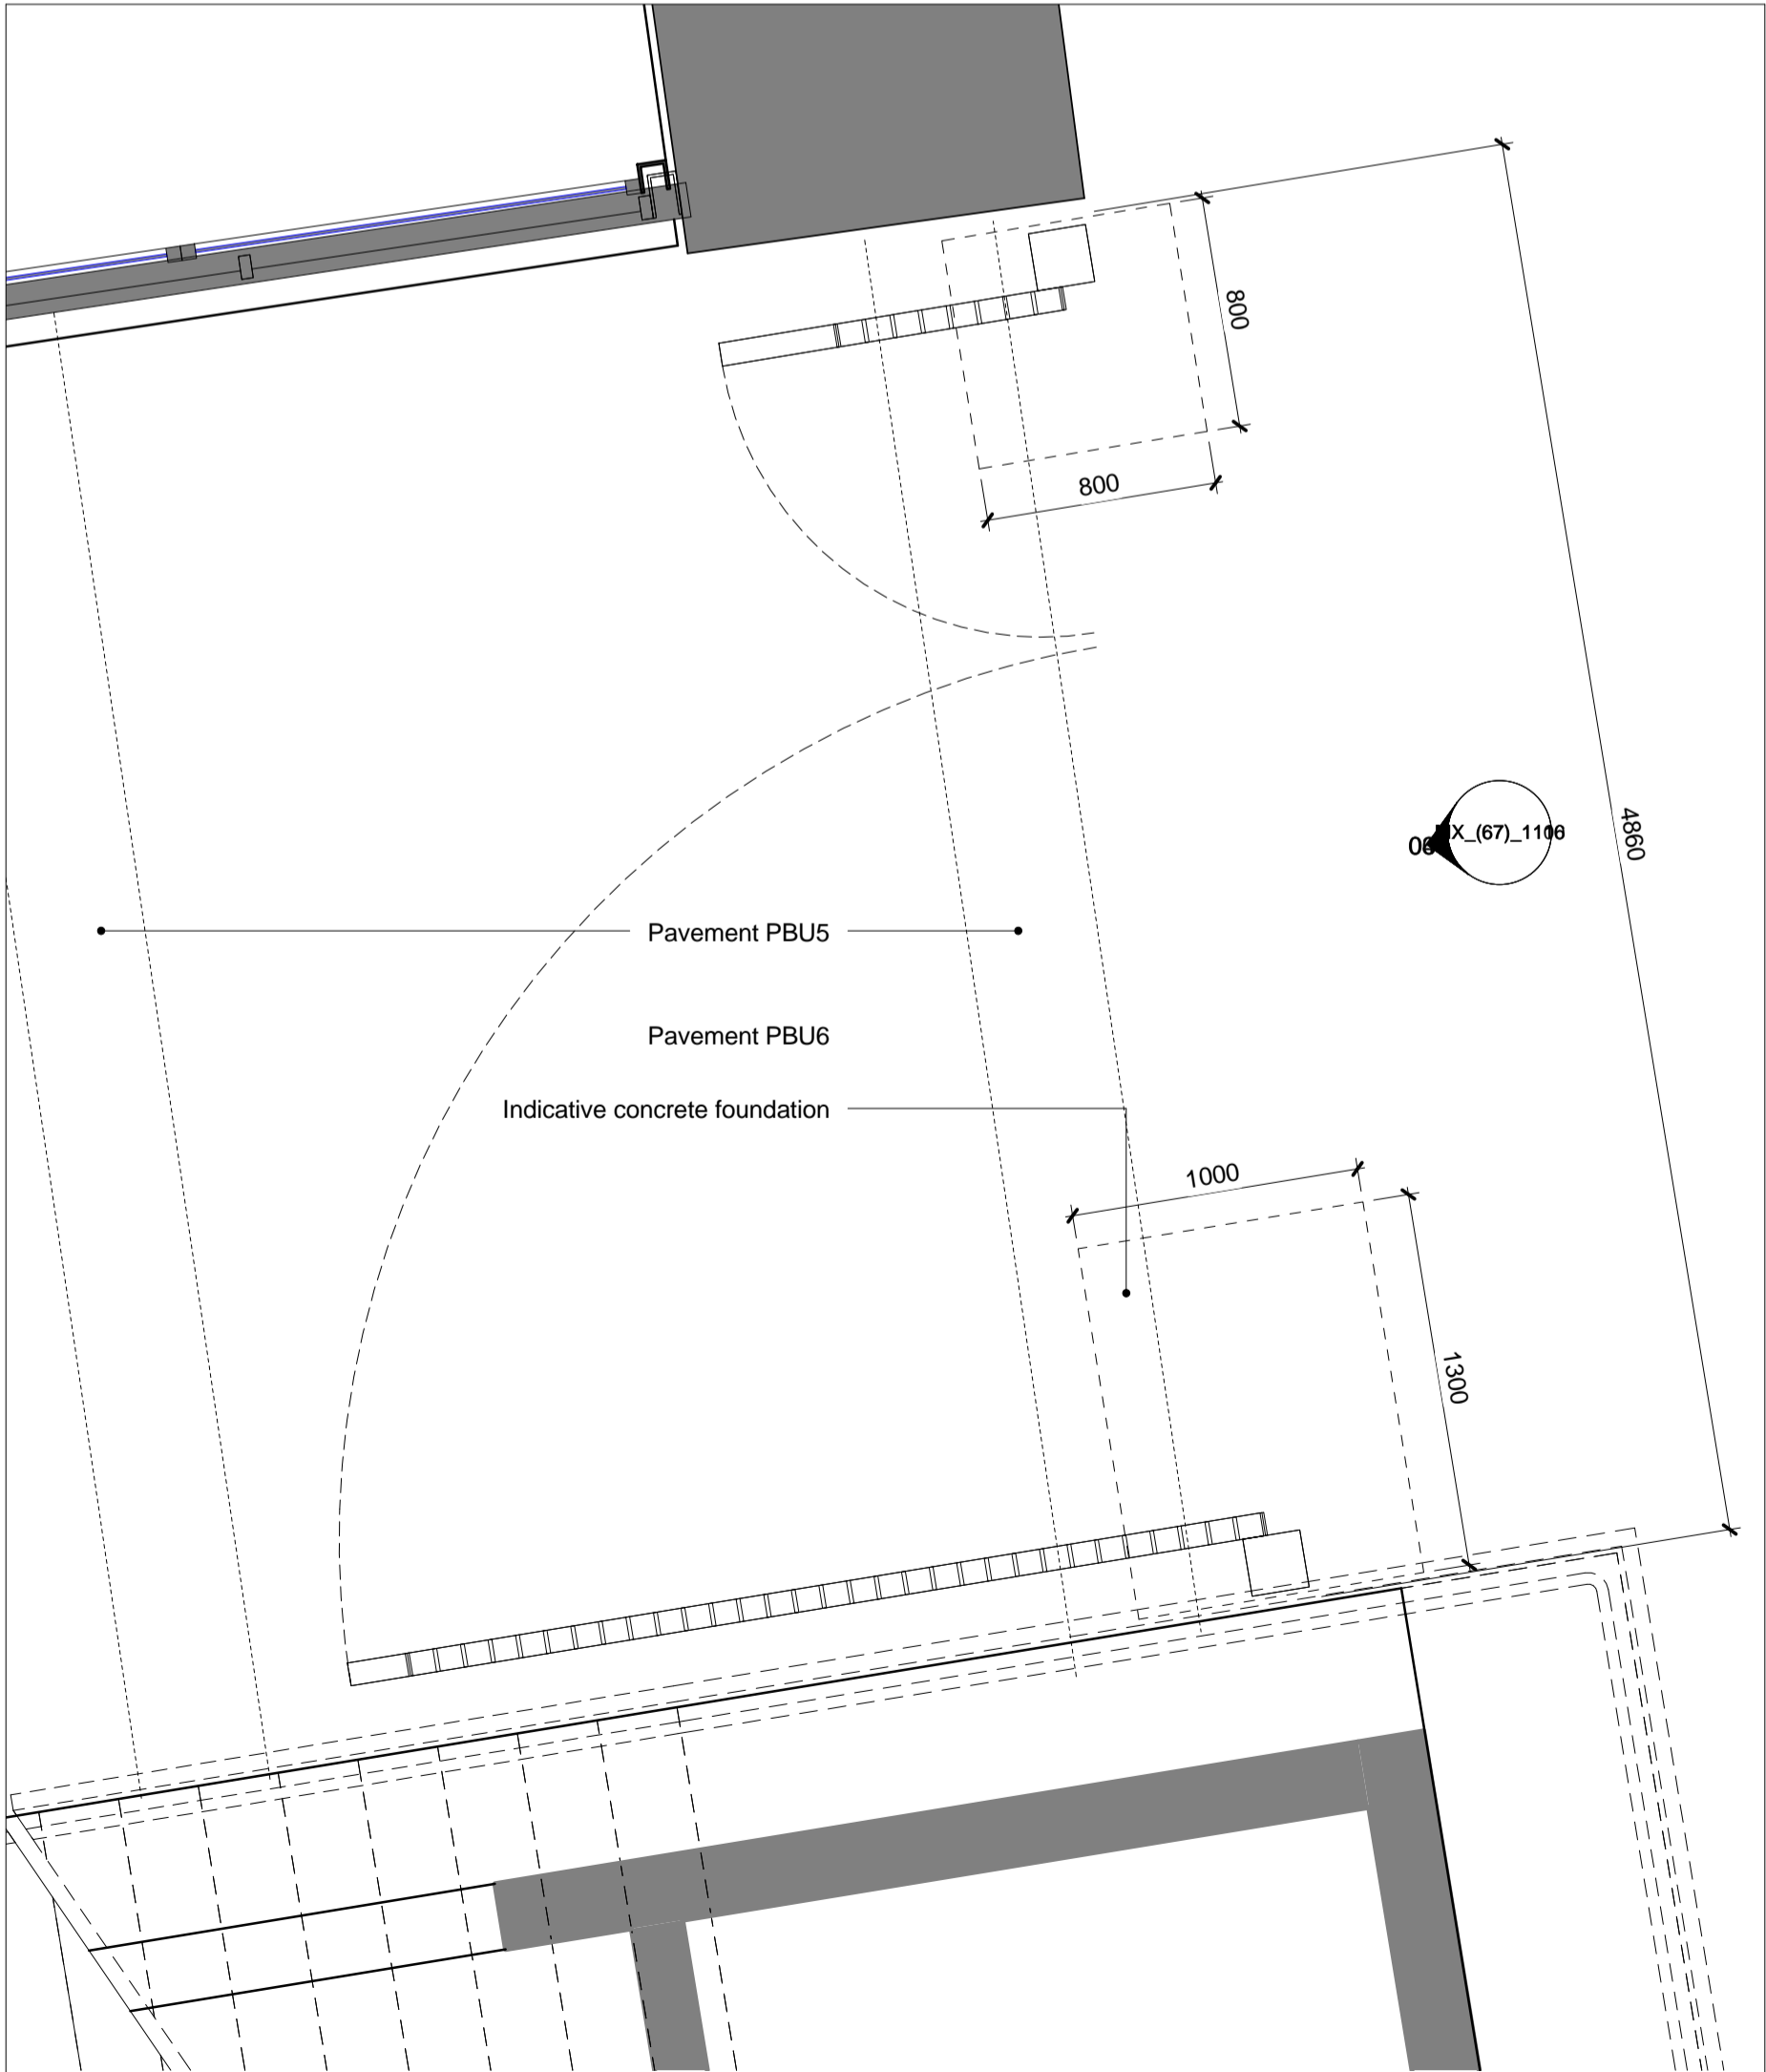 800
800
4860
Pavement PBU5
Pavement PBU6
Indicative concrete foundation
1000
1300